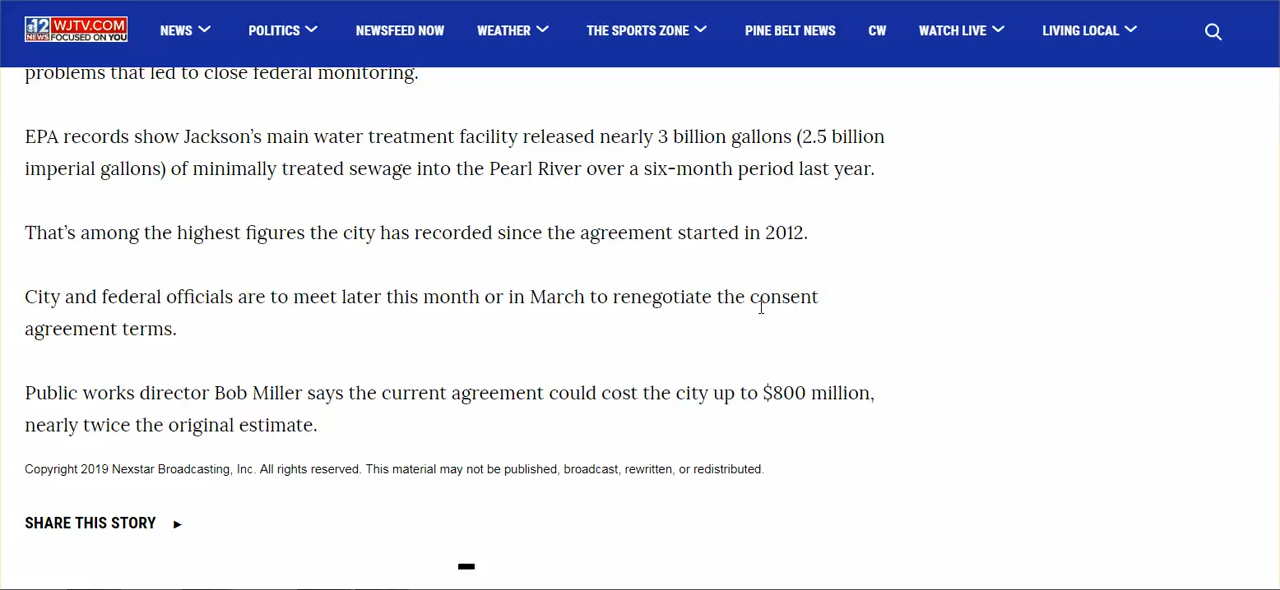 12 NEWS WJTV.COM FOCUSED ON YOU
NEWS POLITICS NEWSFEED NOW WEATHER THE SPORTS ZONE PINE BELT NEWS CW WATCH LIVE LIVING LOCAL
problems that led to close federal monitoring.
EPA records show Jackson’s main water treatment facility released nearly 3 billion gallons (2.5 billion
imperial gallons) of minimally treated sewage into the Pearl River over a six-month period last year.
That’s among the highest figures the city has recorded since the agreement started in 2012.
City and federal officials are to meet later this month or in March to renegotiate the consent
agreement terms.
Public works director Bob Miller says the current agreement could cost the city up to $800 million,
nearly twice the original estimate.
Copyright 2019 Nexstar Broadcasting, Inc. All rights reserved. This material may not be published, broadcast, rewritten, or redistributed.
SHARE THIS STORY